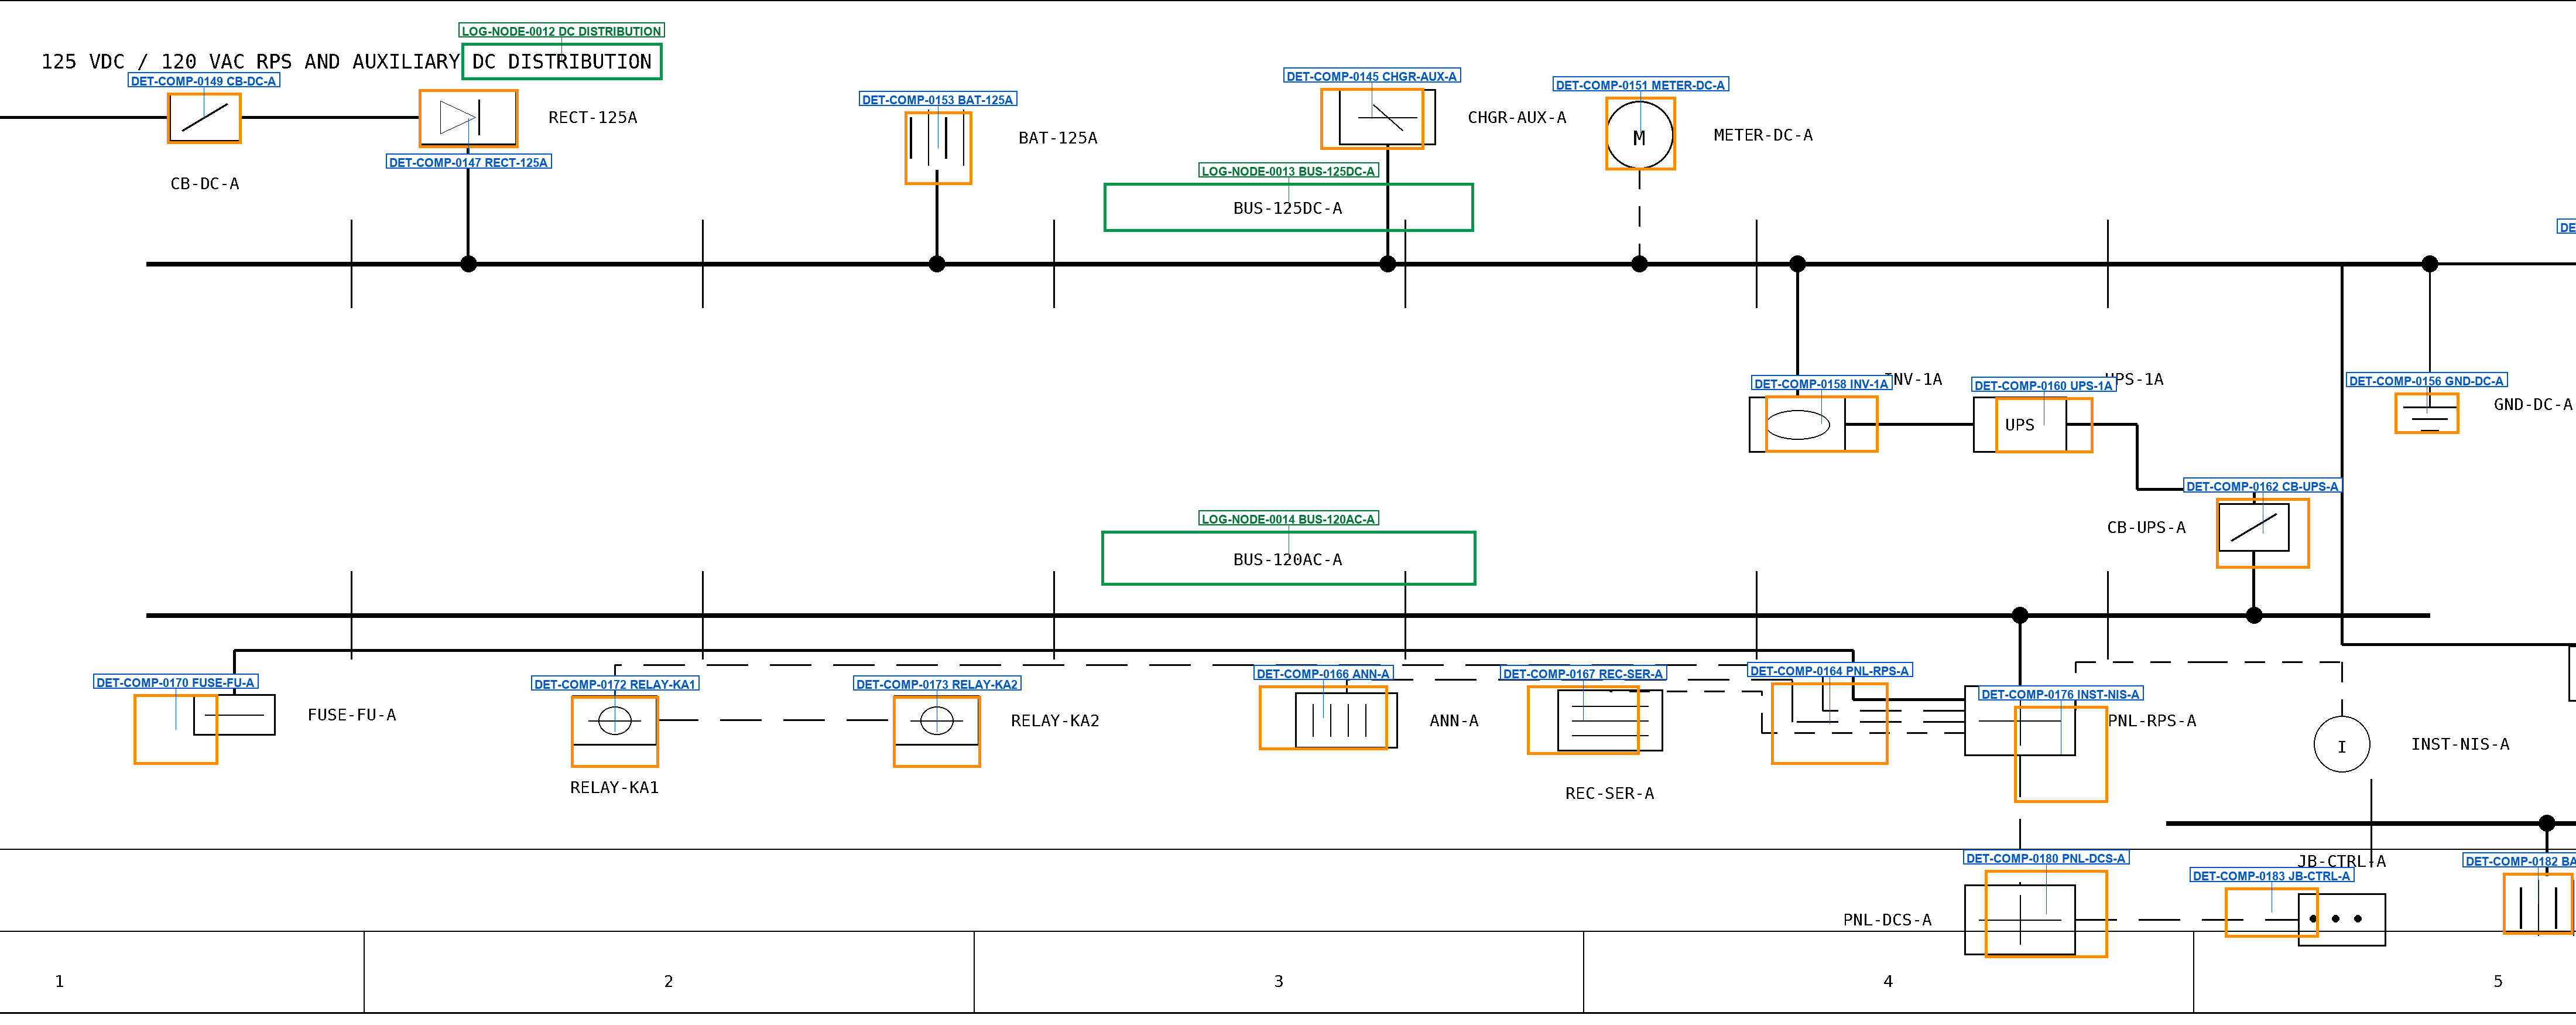 LOG-NODE-0012 DC DISTRIBUTION
125 VDC / 120 VAC RPS AND AUXILIARY DC DISTRIBUTION
DET-COMP-0149 CB-DC-A
DET-COMP-0145 CHGR-AUX-A
DET-COMP-0151 METER-DC-A
DET-COMP-0153 BAT-125A
RECT-125A
BAT-125A
CHGR-AUX-A
M
METER-DC-A
DET-COMP-0147 RECT-125A
LOG-NODE-0013 BUS-125DC-A
CB-DC-A
BUS-125DC-A
DE
INV-1A
UPS-1A
DET-COMP-0158 INV-1A
DET-COMP-0160 UPS-1A
DET-COMP-0156 GND-DC-A
GND-DC-A
UPS
DET-COMP-0162 CB-UPS-A
LOG-NODE-0014 BUS-120AC-A
CB-UPS-A
BUS-120AC-A
DET-COMP-0170 FUSE-FU-A
DET-COMP-0172 RELAY-KA1
DET-COMP-0173 RELAY-KA2
DET-COMP-0166 ANN-A
DET-COMP-0167 REC-SER-A
DET-COMP-0164 PNL-RPS-A
DET-COMP-0176 INST-NIS-A
FUSE-FU-A
RELAY-KA2
ANN-A
PNL-RPS-A
I
INST-NIS-A
RELAY-KA1
REC-SER-A
DET-COMP-0180 PNL-DCS-A
JB-CTRL-A
DET-COMP-0182 BA
DET-COMP-0183 JB-CTRL-A
PNL-DCS-A
1
2
3
4
5